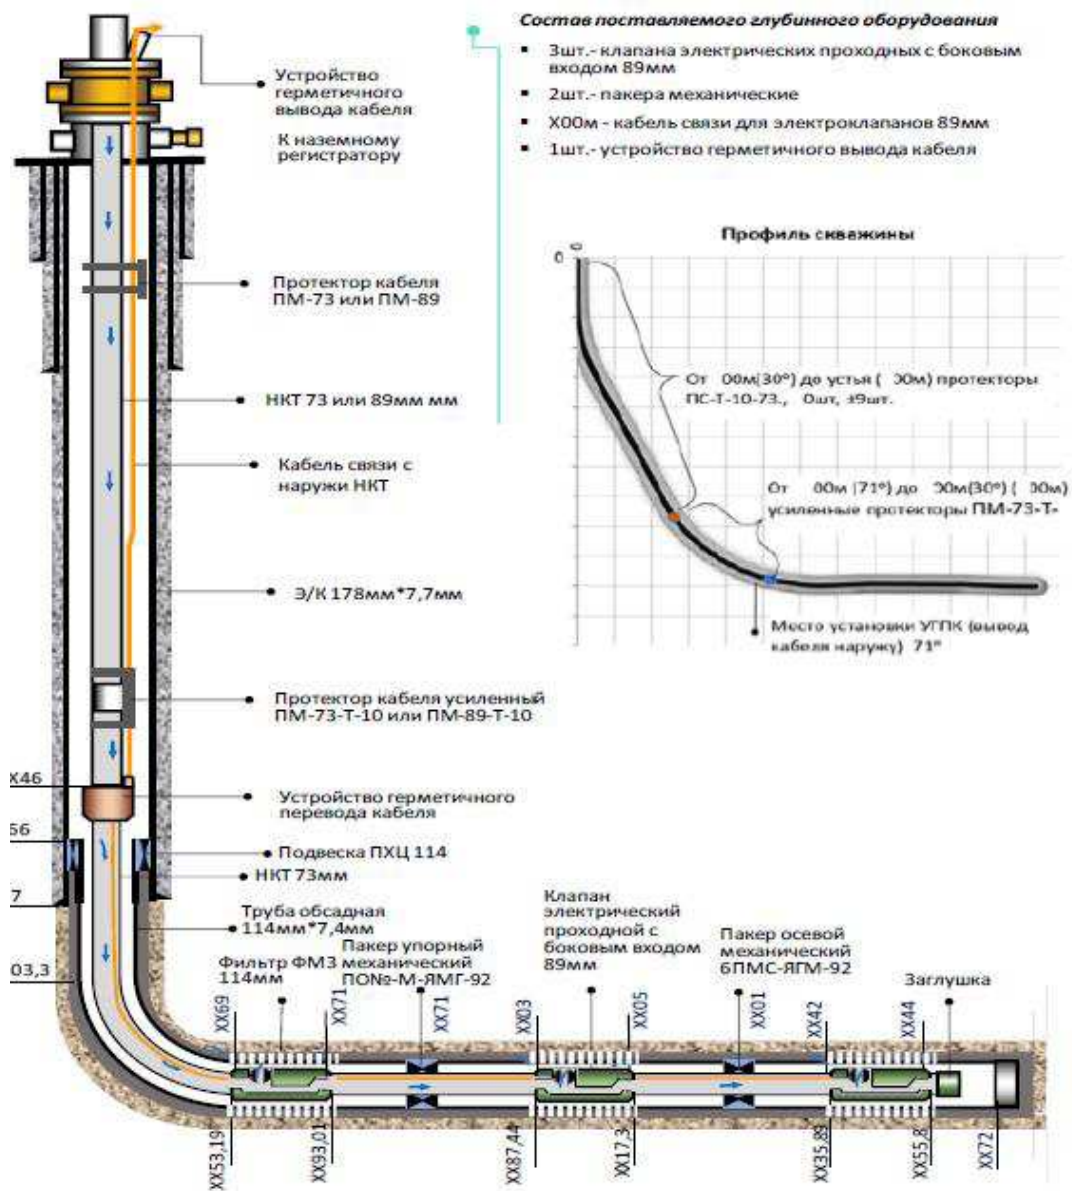 Состав поставляемого глубинного оборудования
▪ 3шт.- клапана электрических проходных с боковым
входом 89мм
▪ 2шт.- пакера механические
▪ Х00м - кабель связи для электроклапанов 89мм
▪ 1шт.- устройство герметичного вывода кабеля
Устройство
герметичного
вывода кабеля
К наземному
регистратору
Профиль скважины
0
0
Протектор кабеля
ПМ-73 или ПМ-89
От 00м(30°) до устья ( 00м) протекторы
ПС-Т-10-73., 0шт, ±9шт.
НКТ 73 или 89мм мм
Кабель связи с
наружи НКТ
От 00м (71°) до 00м(30°) ( 00м)
усиленные протекторы ПМ-73-Т-
Э/К 178мм*7,7мм
Место установки УГПК (вывод
кабеля наружу) 71°
Протектор кабеля усиленный
ПМ-73-Т-10 или ПМ-89-Т-10
Х46
Устройство герметичного
перевода кабеля
56
Подвеска ПХЦ 114
НКТ 73мм
7
Труба обсадная
114мм*7,4мм
03,3
Фильтр ФМЗ
114мм
Пакер упорный
механический
ПО№-М-ЯМГ-92
Клапан
электрический
проходной с
боковым входом
89мм
Пакер осевой
механический
6ПМС-ЯГМ-92
Заглушка
ХХ69
ХХ71
ХХ71
ХХ03
ХХ05
ХХ01
ХХ42
ХХ44
ХХ53,19
ХХ93,01
ХХ87,44
ХХ17,3
ХХ35,89
ХХ55,8
ХХ72